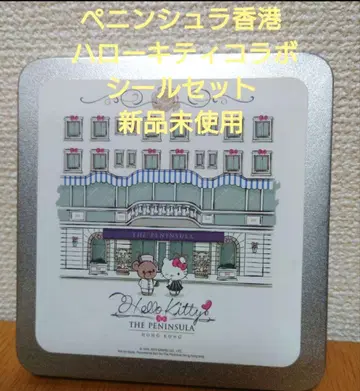 ペニンシュラ香港
ハローキティコラボ
シールセット
新品未使用
THE PENINSULA
Hello Kitty
THE PENINSULA
HONG KONG